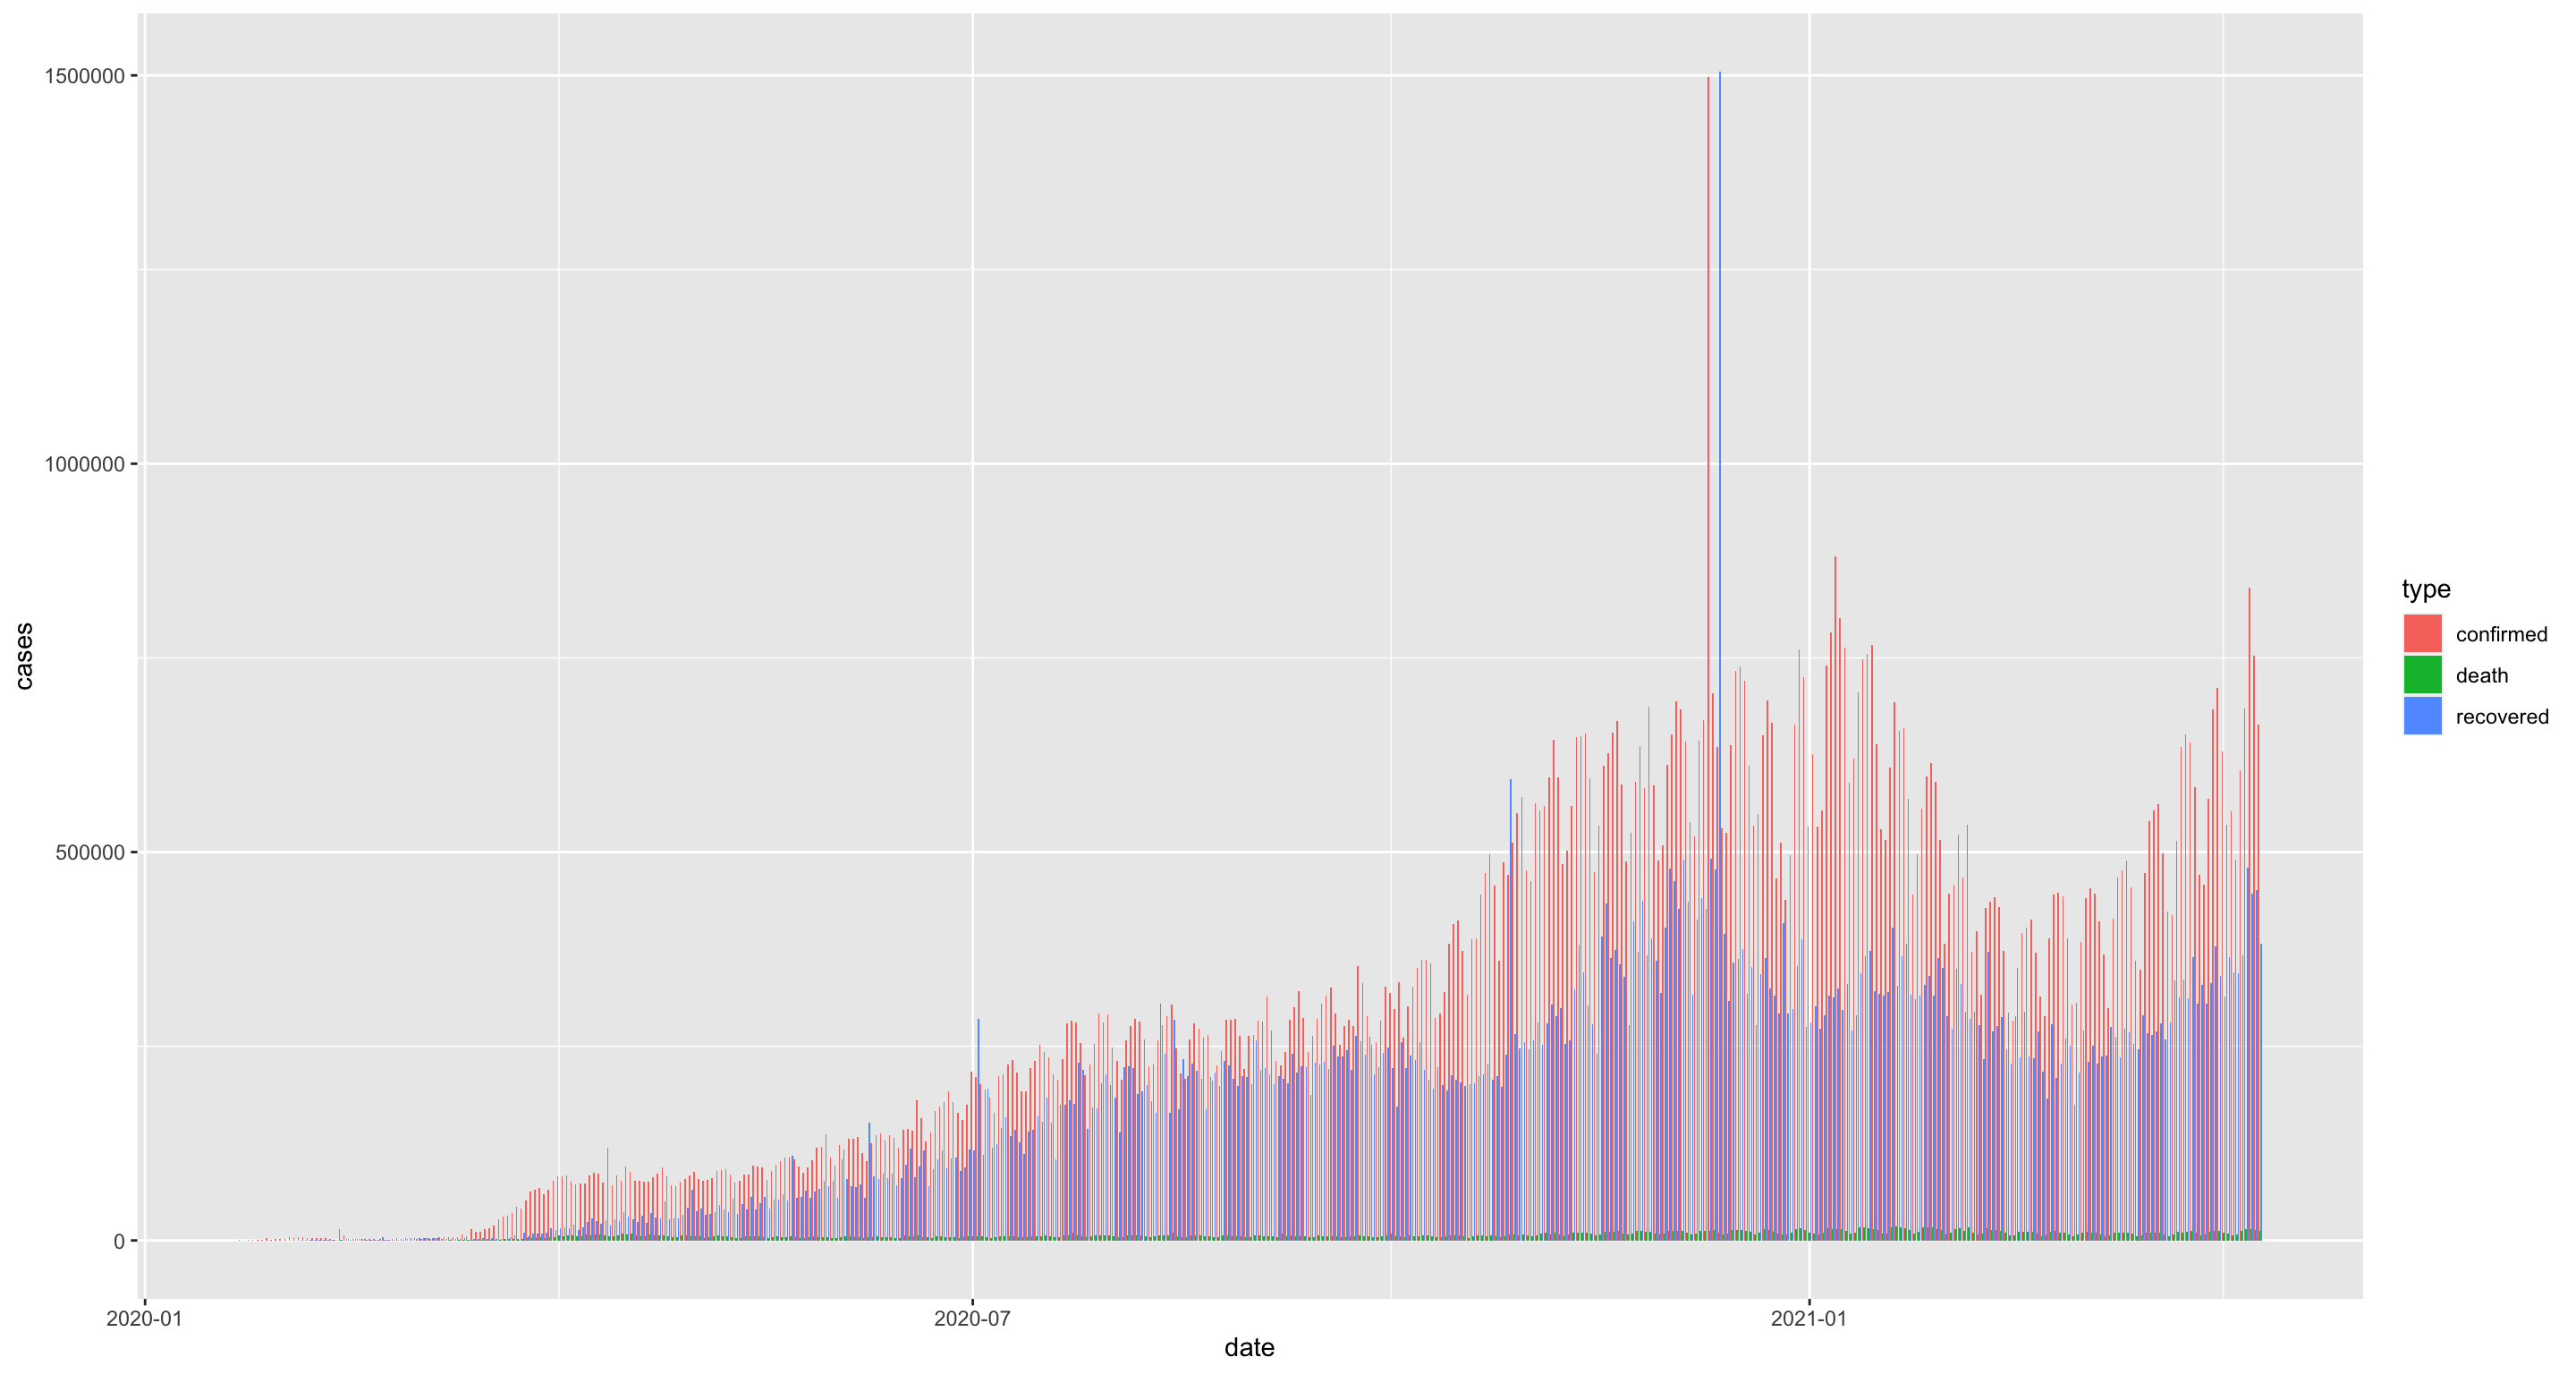 1500000
1000000
500000
0
cases
2020-01
2020-07
2021-01
date
type
confirmed
death
recovered